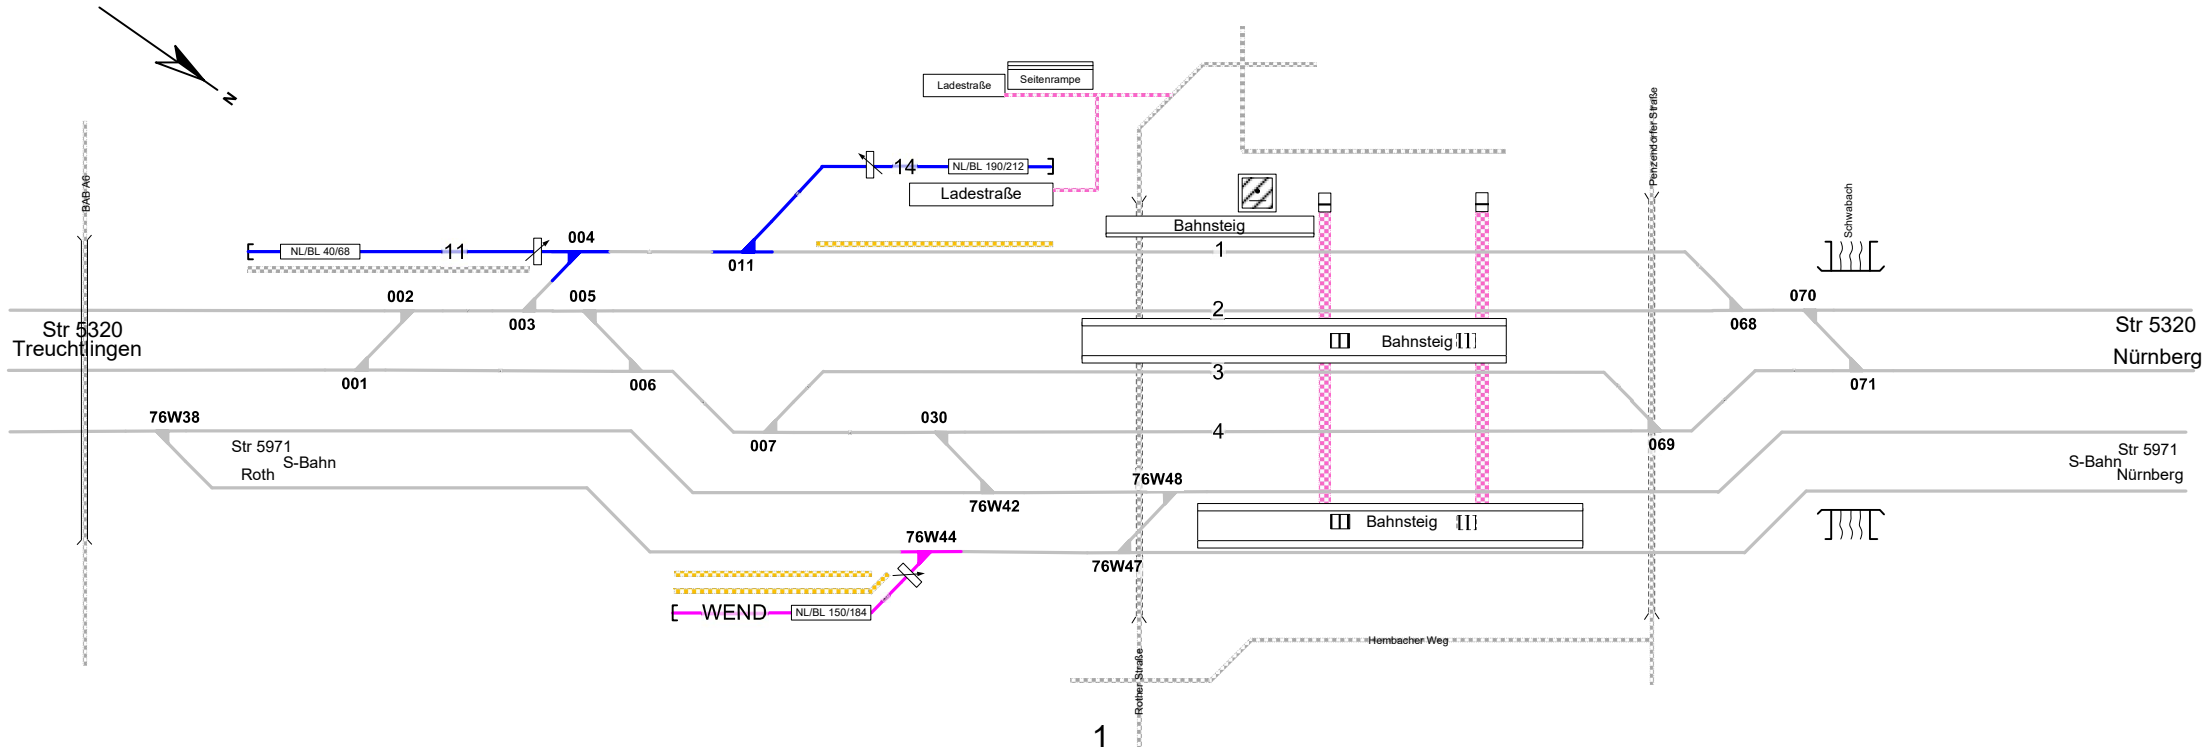 N
Ladestraße
Seitenrampe
Penzendorfer Straße
BAB A6
14
NL/BL 190/212
Ladestraße
Schwabach
Bahnsteig
004
NL/BL 40/68
11
011
1
002
005
003
2
070
068
Str 5320
Treuchtlingen
Str 5320
Nürnberg
Bahnsteig
001
006
3
071
76W38
030
007
4
069
Str 5971
S-Bahn
Roth
Str 5971
S-Bahn
Nürnberg
76W48
76W42
Bahnsteig
76W44
76W47
WEND
NL/BL 150/184
Hembacher Weg
Rother Straße
1